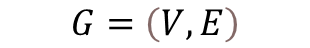 G = (V, E)